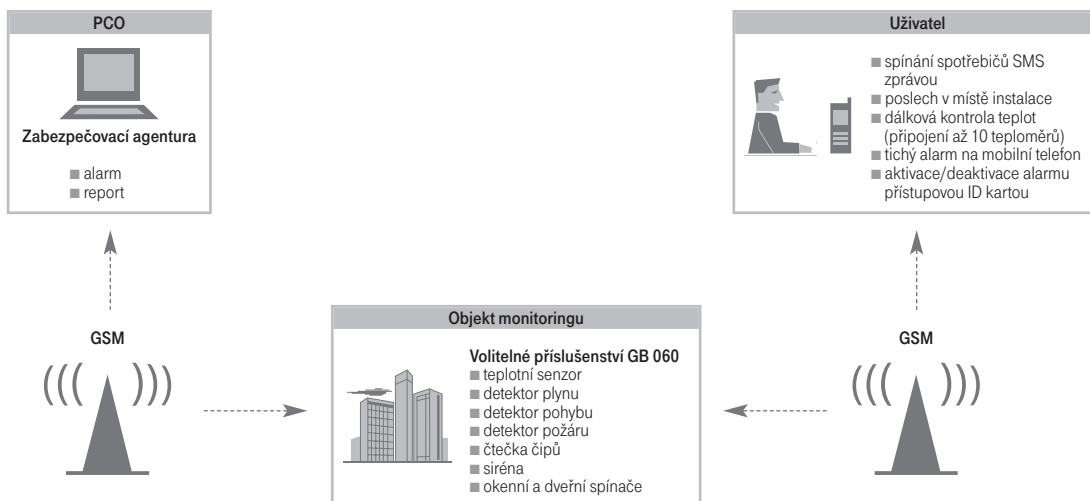 PCO
Zabezpečovací agentura
■ alarm
■ report
Uživatel
■ spínání spotřebičů SMS
zprávou
■ poslech v místě instalace
■ dálková kontrola teplot
(připojení až 10 teploměrů)
■ tichý alarm na mobilní telefon
■ aktivace/deaktivace alarmu
přístupovou ID kartou
GSM
Objekt monitoringu
Volitelné příslušenství GB 060
■ teplotní senzor
■ detektor plynu
■ detektor pohybu
■ detektor požáru
■ čtečka čipů
■ siréna
■ okenní a dveřní spínače
GSM